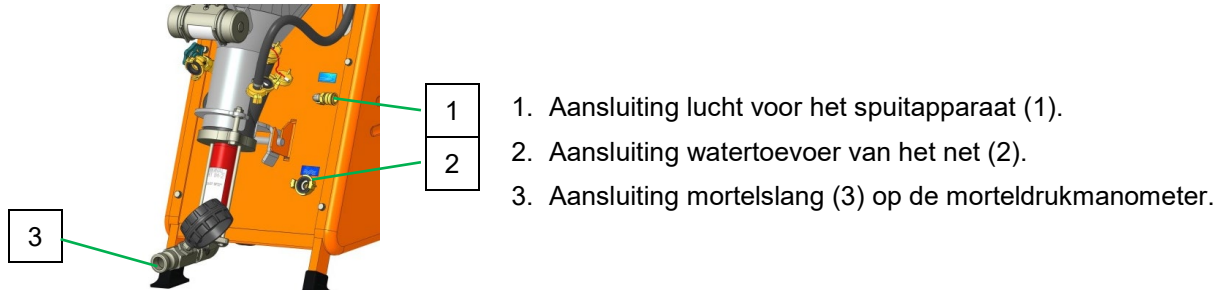 1
2
3
1. Aansluiting lucht voor het spuitapparaat (1).
2. Aansluiting watertoevoer van het net (2).
3. Aansluiting mortelslang (3) op de morteldrukmanometer.